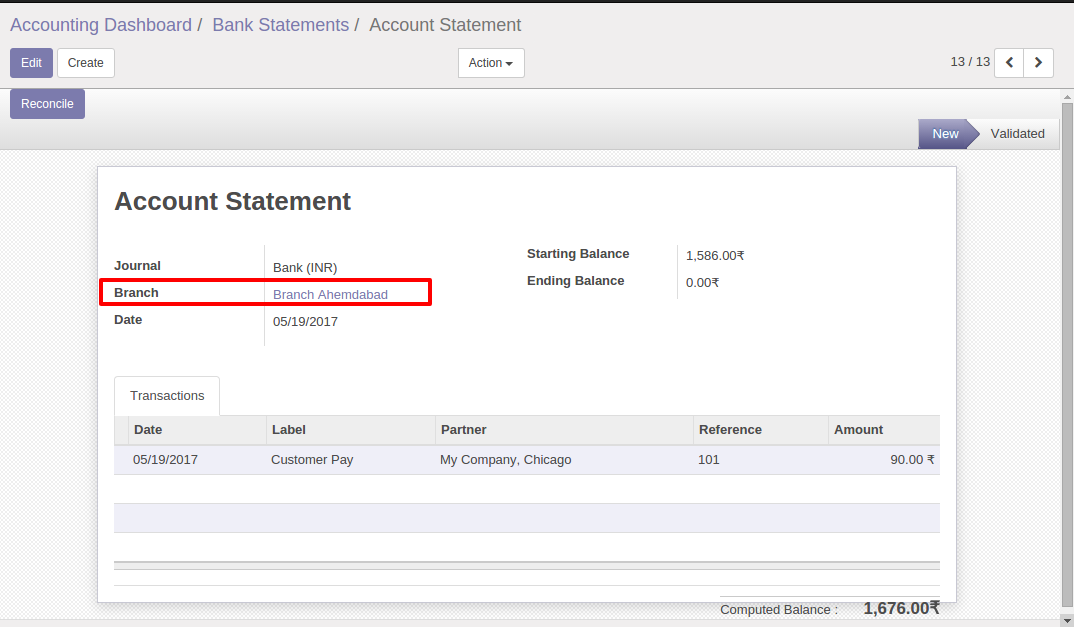 Accounting Dashboard / Bank Statements / Account Statement
Edit Create Action 13 / 13
Reconcile
New Validated
Account Statement
Journal Bank (INR)
Branch Branch Ahemdabad
Date 05/19/2017
Starting Balance 1,586.00₹
Ending Balance 0.00₹
Transactions
Date Label Partner Reference Amount
05/19/2017 Customer Pay My Company, Chicago 101 90.00 ₹
Computed Balance : 1,676.00₹